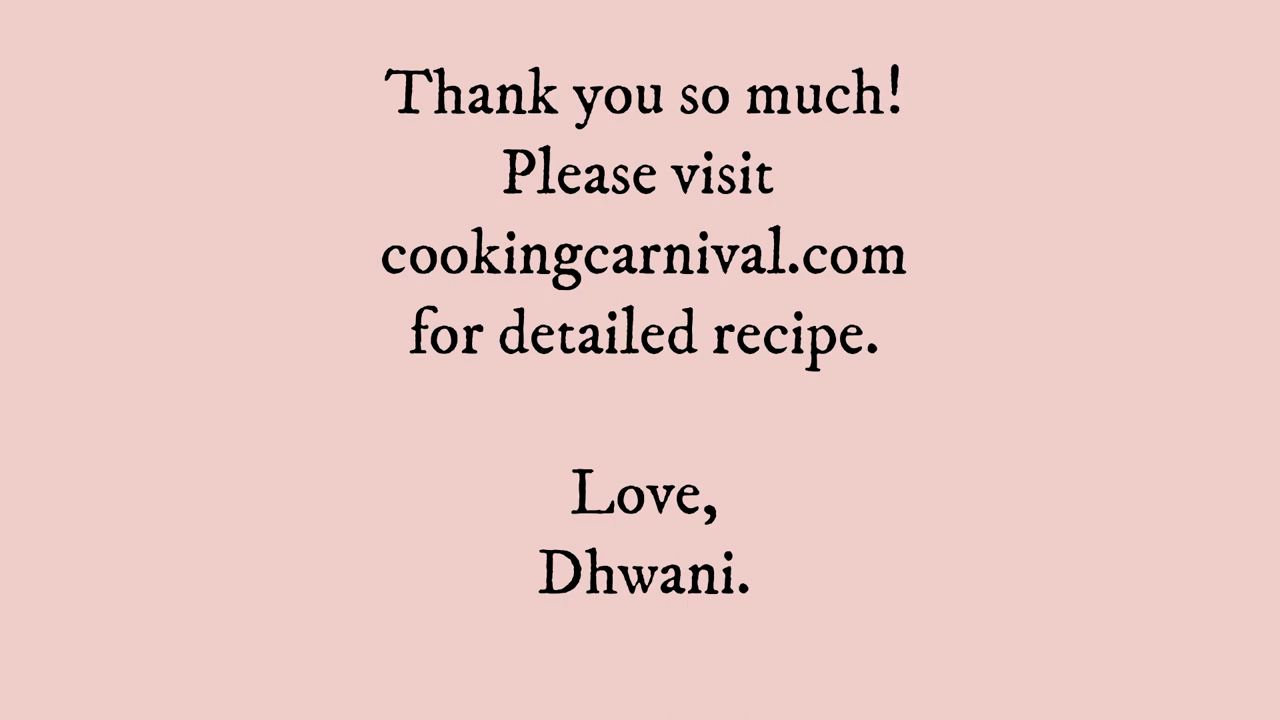 Thank you so much!
Please visit
cookingcarnival.com
for detailed recipe.
Love,
Dhwani.